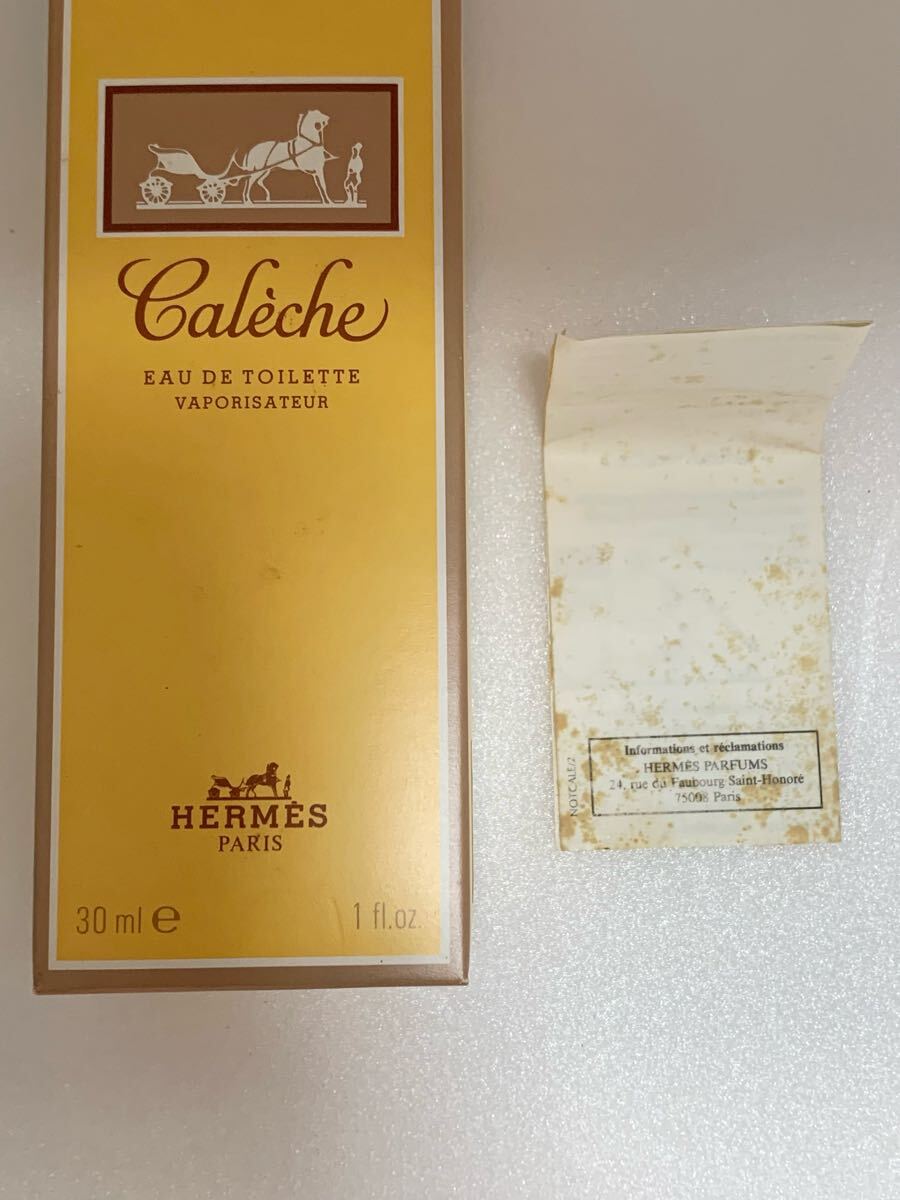 Calèche
EAU DE TOILETTE
VAPORISATEUR
HERMÈS
PARIS
30 ml e
1 fl.oz.
Informations et réclamations
HERMÈS PARFUMS
24, rue du Faubourg Saint-Honoré
75008 Paris